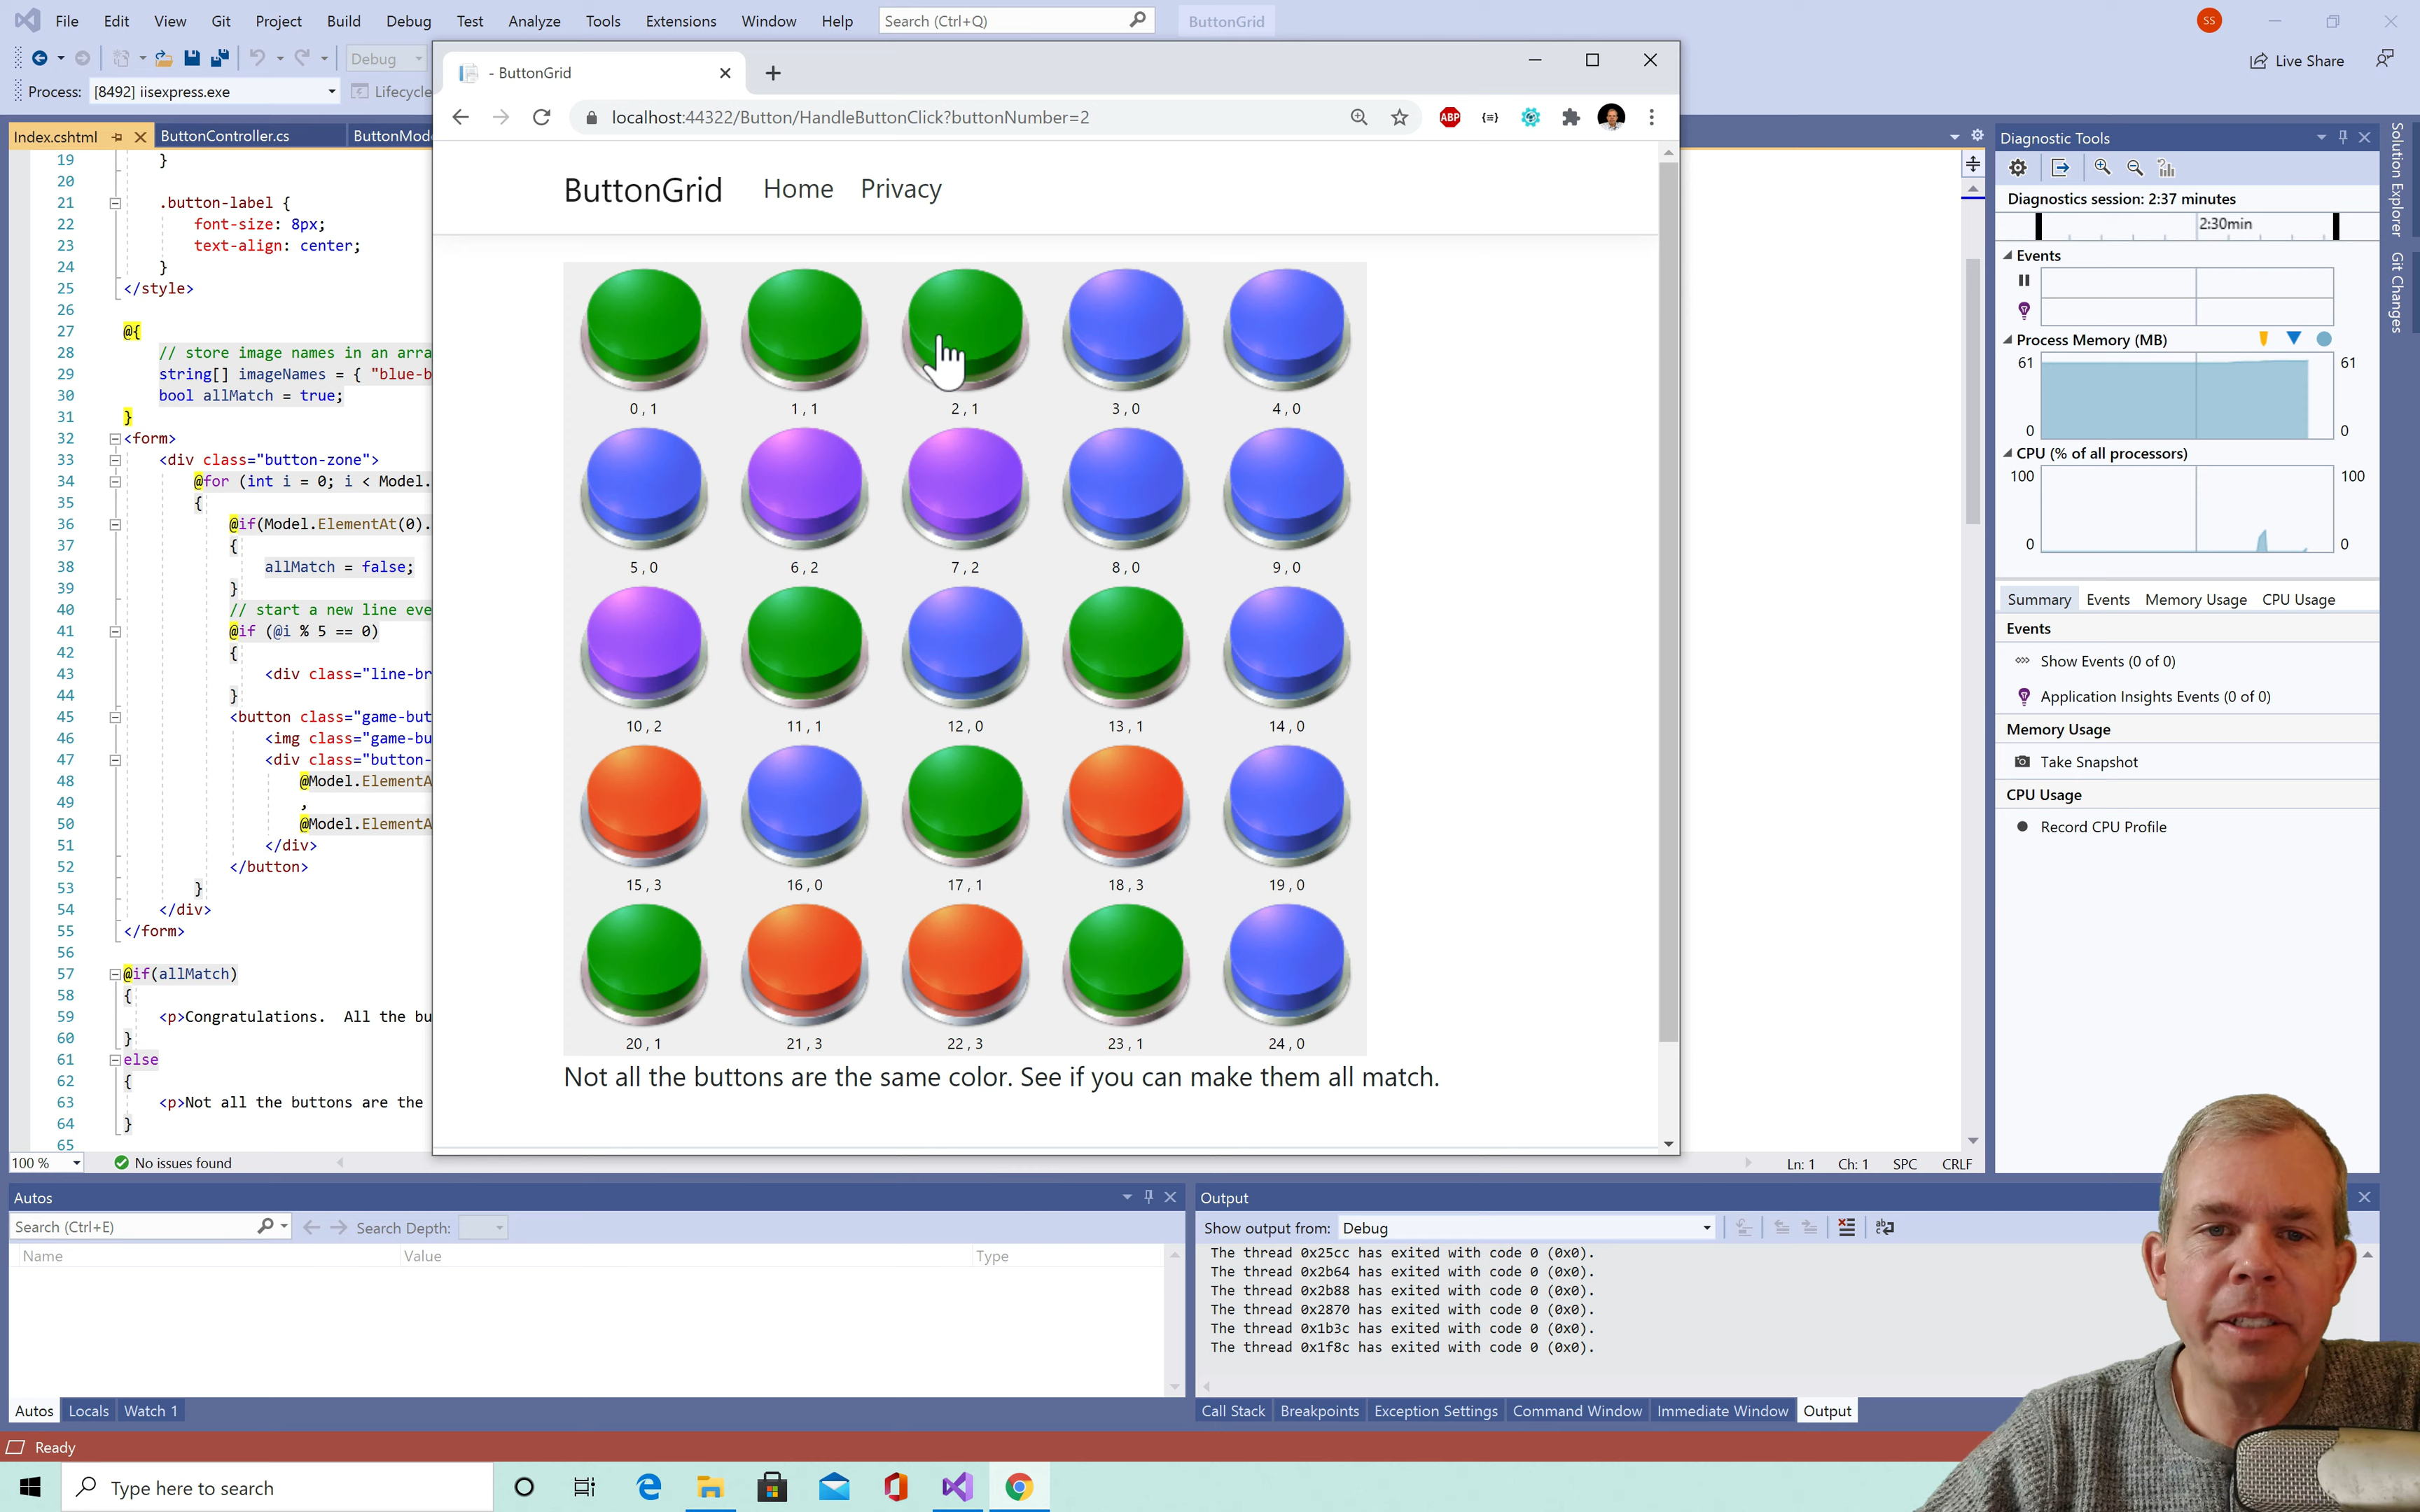 File Edit View Git Project Build Debug Test Analyze Tools Extensions Window Help Search (Ctrl+Q) ButtonGrid SS
Debug Live Share
Process: [8492] iisexpress.exe Lifecycle
Index.cshtml ButtonController.cs ButtonMod
19 }
20
21 .button-label {
22 font-size: 8px;
23 text-align: center;
24 }
25 </style>
26
27 @{
28 // store image names in an arra
29 string[] imageNames = { "blue-b
30 bool allMatch = true;
31 }
32 <form>
33 <div class="button-zone">
34 @for (int i = 0; i < Model.
35 {
36 @if(Model.ElementAt(0).
37 {
38 allMatch = false;
39 }
40 // start a new line eve
41 @if (@i % 5 == 0)
42 {
43 <div class="line-br
44 }
45 <button class="game-but
46 <img class="game-bu
47 <div class="button-
48 @Model.ElementA
49 ,
50 @Model.ElementA
51 </div>
52 </button>
53 }
54 </div>
55 </form>
56
57 @if(allMatch)
58 {
59 <p>Congratulations. All the bu
60 }
61 else
62 {
63 <p>Not all the buttons are the
64 }
65
100 % No issues found Ln: 1 Ch: 1 SPC CRLF
- ButtonGrid
localhost:44322/Button/HandleButtonClick?buttonNumber=2 ABP
ButtonGrid Home Privacy
0 , 1 1 , 1 2 , 1 3 , 0 4 , 0
5 , 0 6 , 2 7 , 2 8 , 0 9 , 0
10 , 2 11 , 1 12 , 0 13 , 1 14 , 0
15 , 3 16 , 0 17 , 1 18 , 3 19 , 0
20 , 1 21 , 3 22 , 3 23 , 1 24 , 0
Not all the buttons are the same color. See if you can make them all match.
Diagnostic Tools
Diagnostics session: 2:37 minutes
2:30min
Events
Process Memory (MB)
61 61
0 0
CPU (% of all processors)
100 100
0 0
Summary Events Memory Usage CPU Usage
Events
Show Events (0 of 0)
Application Insights Events (0 of 0)
Memory Usage
Take Snapshot
CPU Usage
Record CPU Profile
Solution Explorer
Git Changes
Autos
Search (Ctrl+E) Search Depth:
Name Value Type
Autos Locals Watch 1
Output
Show output from: Debug
The thread 0x25cc has exited with code 0 (0x0).
The thread 0x2b64 has exited with code 0 (0x0).
The thread 0x2b88 has exited with code 0 (0x0).
The thread 0x2870 has exited with code 0 (0x0).
The thread 0x1b3c has exited with code 0 (0x0).
The thread 0x1f8c has exited with code 0 (0x0).
Call Stack Breakpoints Exception Settings Command Window Immediate Window Output
Ready
Type here to search